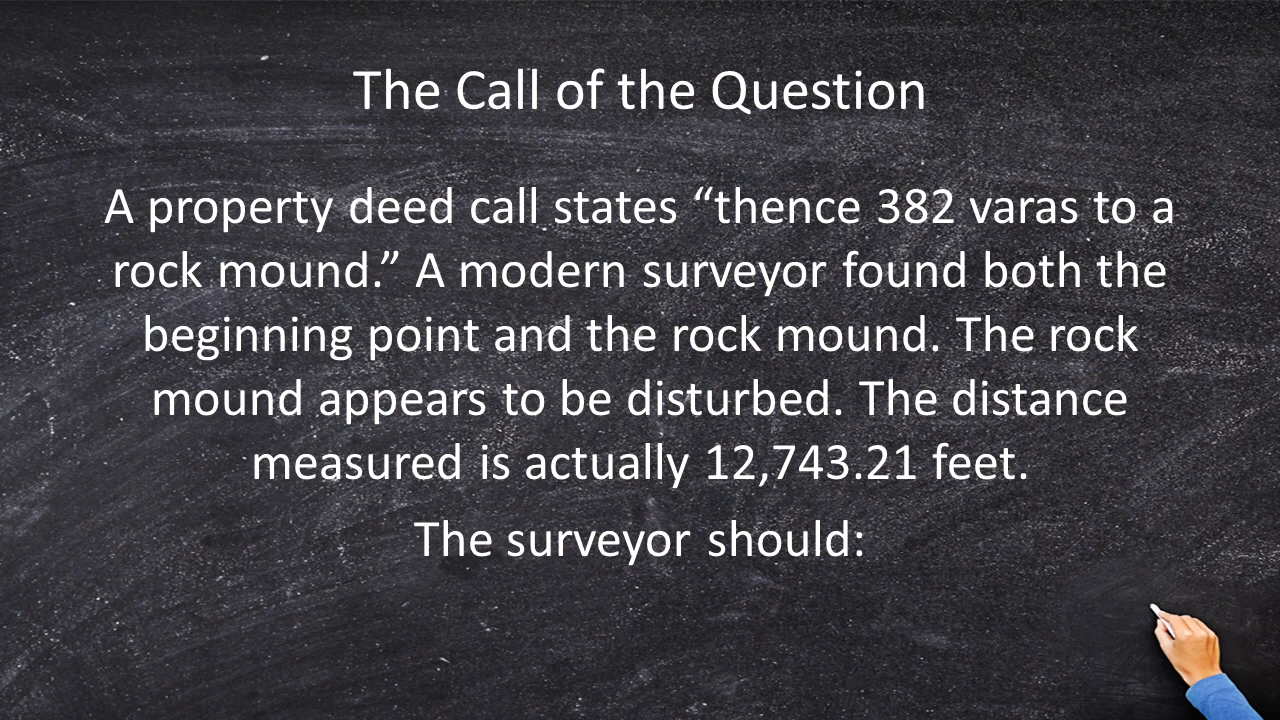 The Call of the Question
A property deed call states “thence 382 varas to a
rock mound.” A modern surveyor found both the
beginning point and the rock mound. The rock
mound appears to be disturbed. The distance
measured is actually 12,743.21 feet.
The surveyor should: